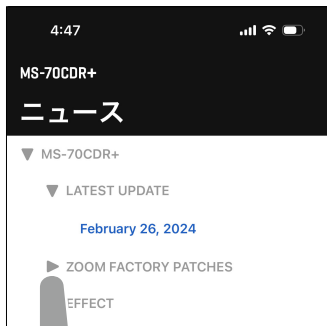 4:47
MS-70CDR+
ニュース
MS-70CDR+
LATEST UPDATE
February 26, 2024
ZOOM FACTORY PATCHES
EFFECT